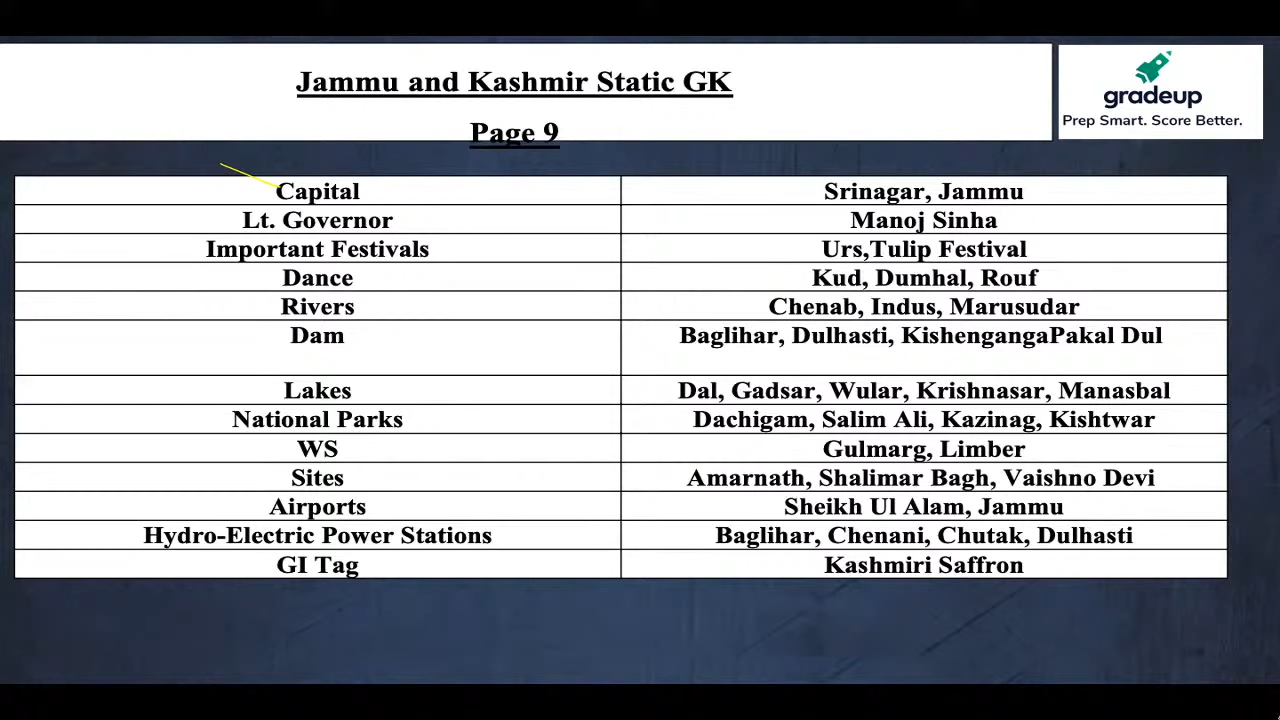 Jammu and Kashmir Static GK
Page 9
gradeup
Prep Smart. Score Better.
Capital Srinagar, Jammu
Lt. Governor Manoj Sinha
Important Festivals Urs,Tulip Festival
Dance Kud, Dumhal, Rouf
Rivers Chenab, Indus, Marusudar
Dam Baglihar, Dulhasti, KishengangaPakal Dul
Lakes Dal, Gadsar, Wular, Krishnasar, Manasbal
National Parks Dachigam, Salim Ali, Kazinag, Kishtwar
WS Gulmarg, Limber
Sites Amarnath, Shalimar Bagh, Vaishno Devi
Airports Sheikh Ul Alam, Jammu
Hydro-Electric Power Stations Baglihar, Chenani, Chutak, Dulhasti
GI Tag Kashmiri Saffron